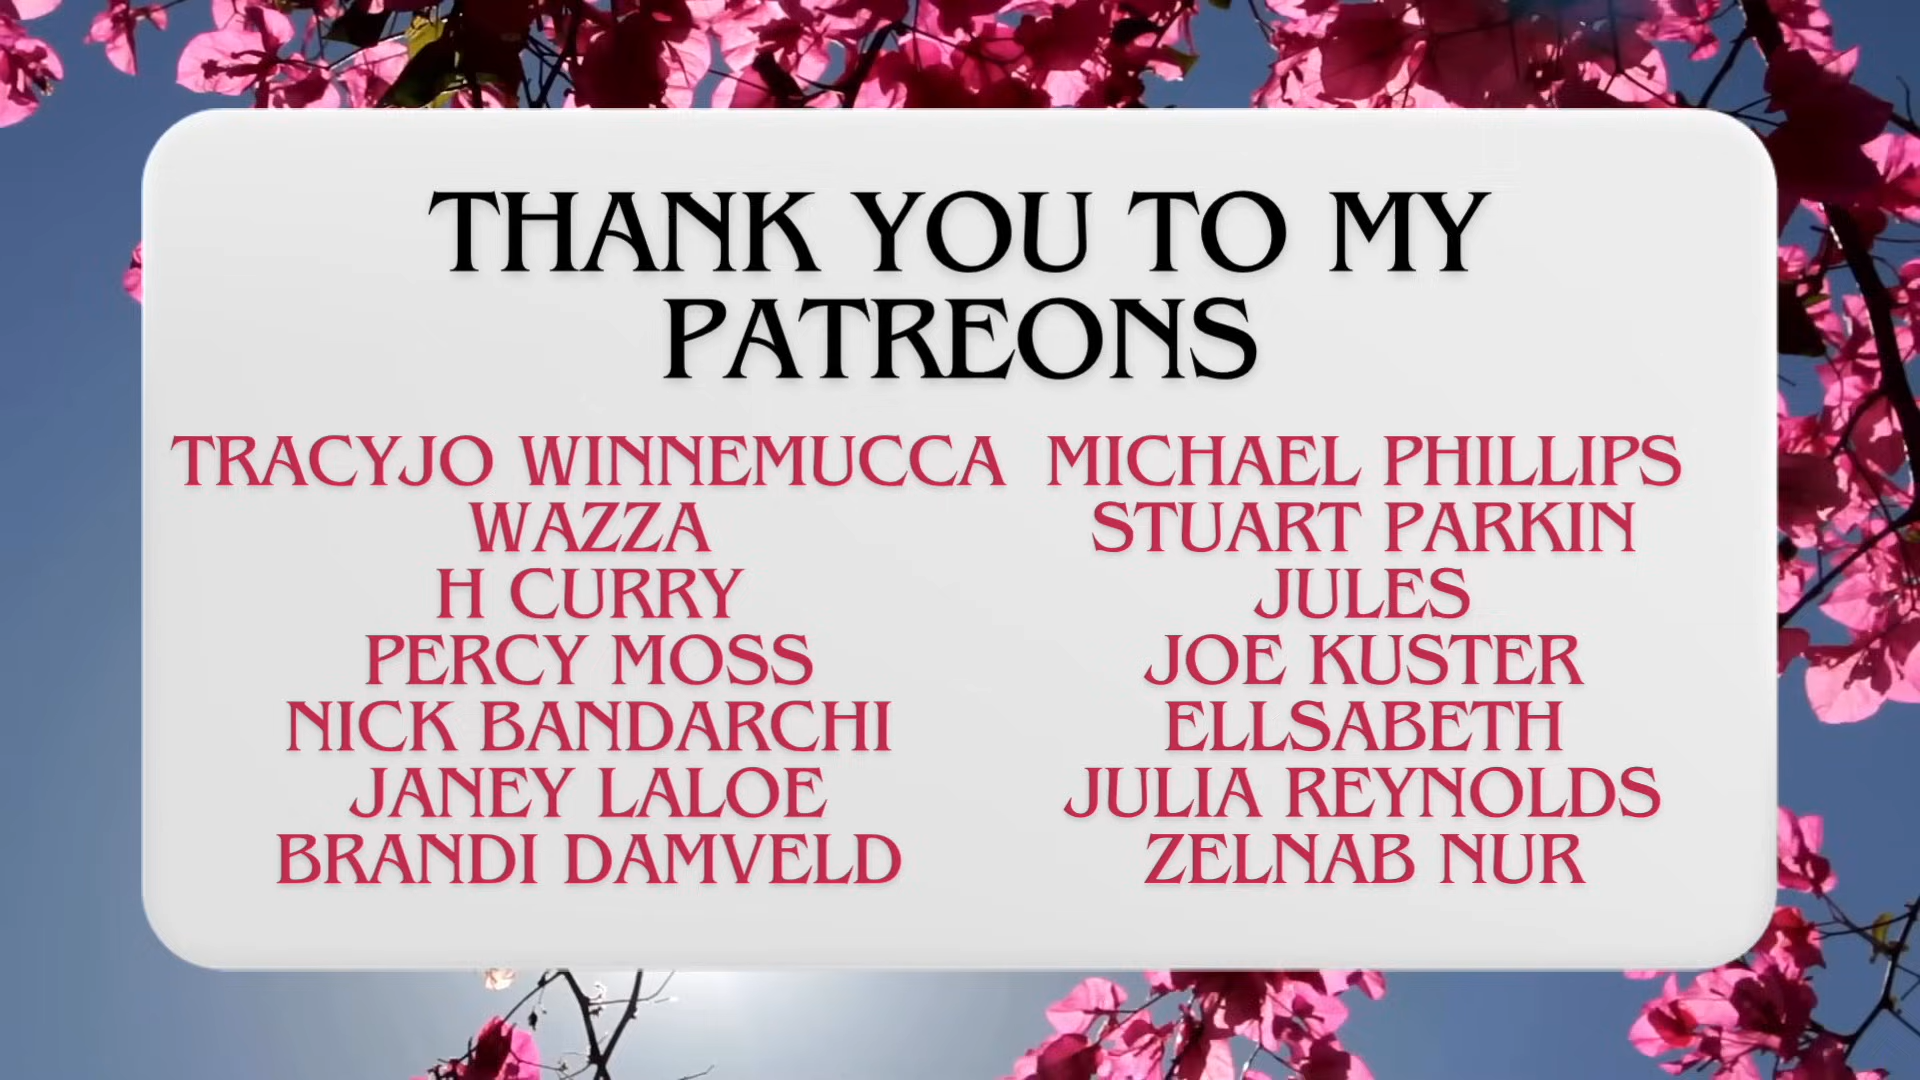 THANK YOU TO MY
PATREONS
TRACYJO WINNEMUCCA
WAZZA
H CURRY
PERCY MOSS
NICK BANDARCHI
JANEY LALOE
BRANDI DAMVELD
MICHAEL PHILLIPS
STUART PARKIN
JULES
JOE KUSTER
ELLSABETH
JULIA REYNOLDS
ZELNAB NUR